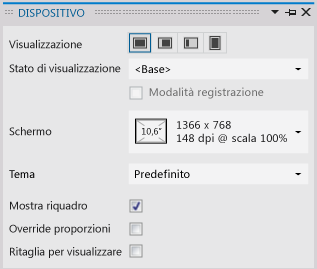 DISPOSITIVO
Visualizzazione
Stato di visualizzazione <Base>
Modalità registrazione
Schermo 10,6" 1366 x 768
148 dpi @ scala 100%
Tema Predefinito
Mostra riquadro
Override proporzioni
Ritaglia per visualizzare